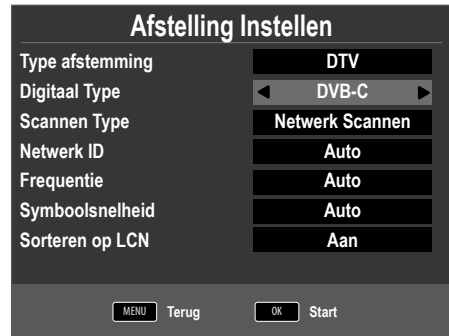 Afstelling Instellen
Type afstemming DTV
Digitaal Type DVB-C
Scannen Type Netwerk Scannen
Netwerk ID Auto
Frequentie Auto
Symboolsnelheid Auto
Sorteren op LCN Aan
MENU Terug OK Start